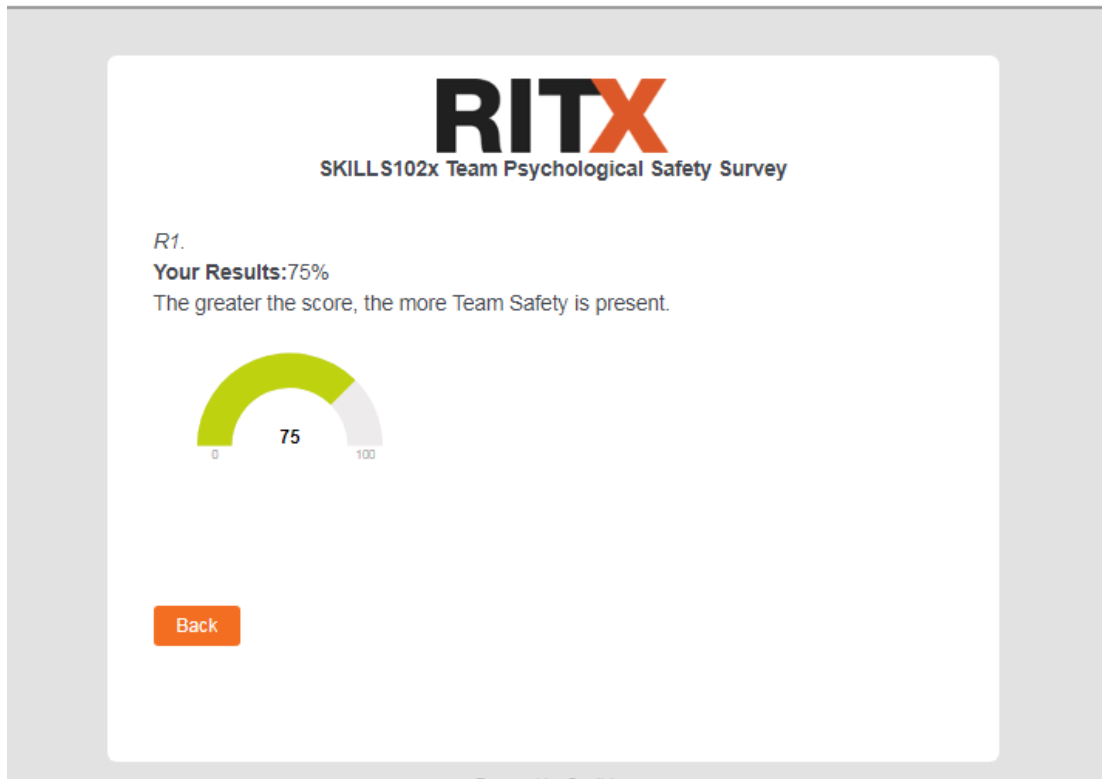 RITX
SKILLS102x Team Psychological Safety Survey
R1.
Your Results:75%
The greater the score, the more Team Safety is present.
75
0 100
Back